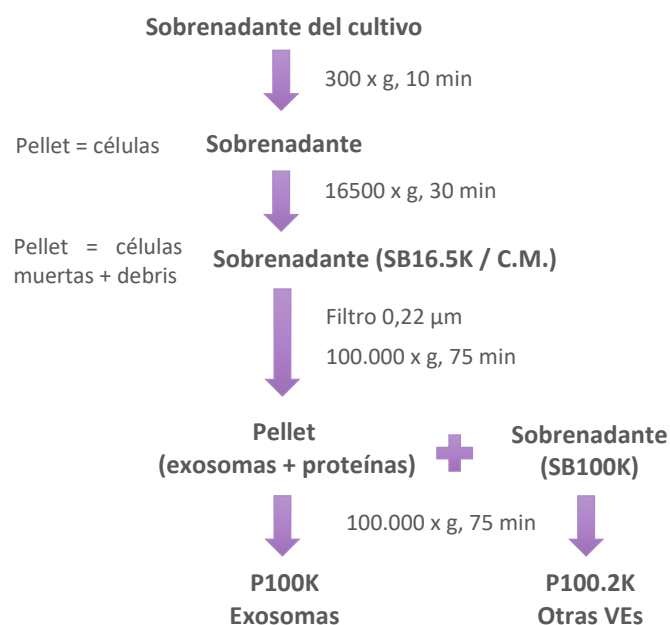 Sobrenadante del cultivo
300 x g, 10 min
Pellet = células
Sobrenadante
16500 x g, 30 min
Pellet = células
muertas + debris
Sobrenadante (SB16.5K / C.M.)
Filtro 0,22 µm
100.000 x g, 75 min
Pellet
(exosomas + proteínas)
Sobrenadante
(SB100K)
100.000 x g, 75 min
P100K
Exosomas
P100.2K
Otras VEs